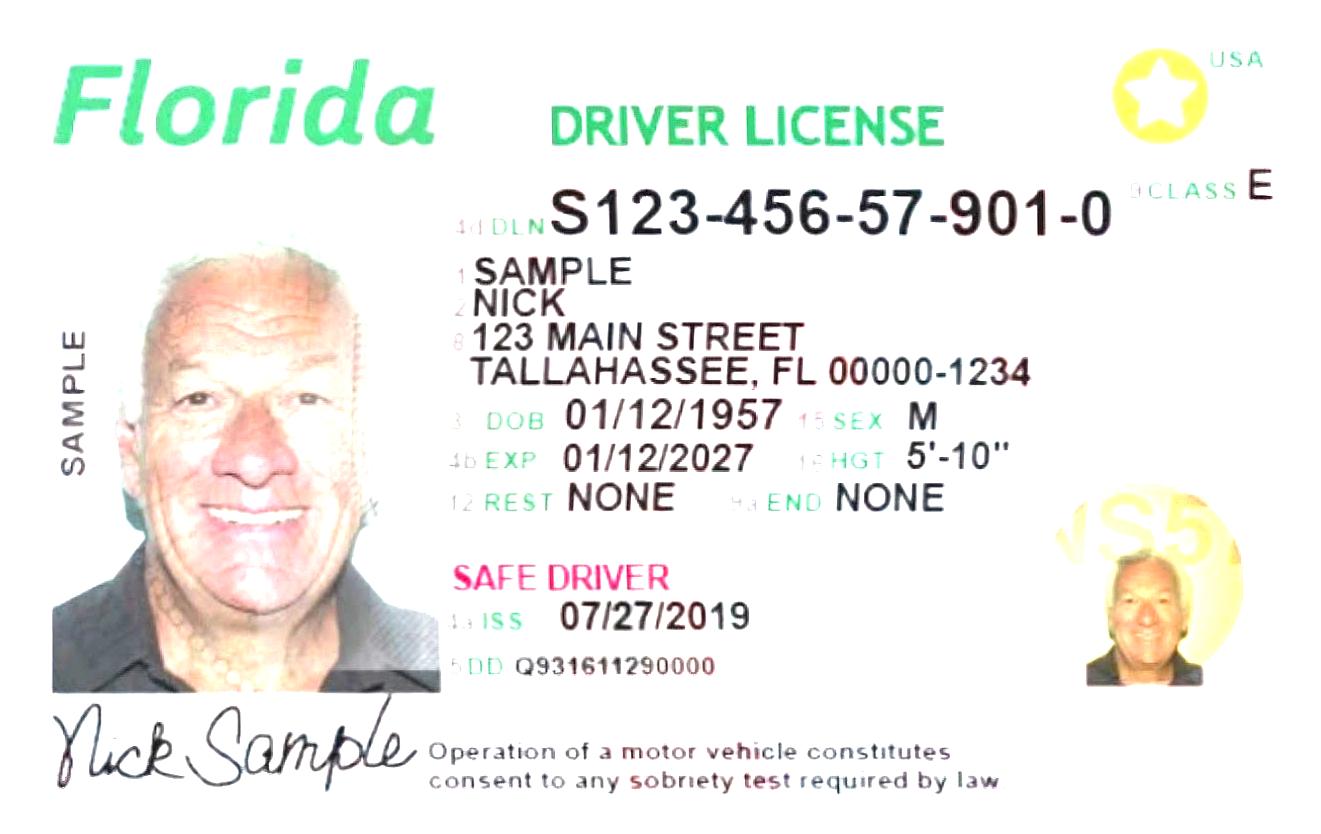 Florida
DRIVER LICENSE
USA
9 CLASS E
4d DLN S123-456-57-901-0
1 SAMPLE
2 NICK
8 123 MAIN STREET
TALLAHASSEE, FL 00000-1234
3 DOB 01/12/1957 15 SEX M
4b EXP 01/12/2027 16 HGT 5'-10"
12 REST NONE 9a END NONE
SAFE DRIVER
4a ISS 07/27/2019
5 DD Q931611290000
SAMPLE
Nick Sample
Operation of a motor vehicle constitutes
consent to any sobriety test required by law